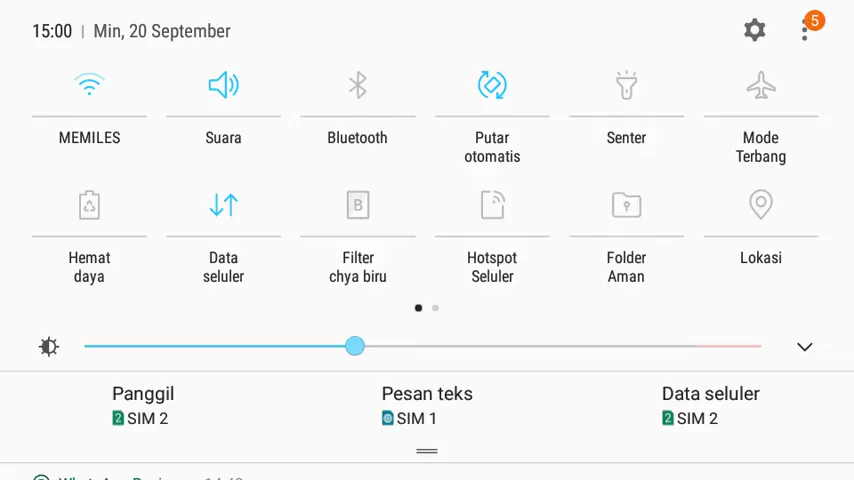 15:00 | Min, 20 September
5
MEMILES
Suara
Bluetooth
Putar
otomatis
Senter
Mode
Terbang
B
Hemat
daya
Data
seluler
Filter
chya biru
Hotspot
Seluler
Folder
Aman
Lokasi
Panggil
2 SIM 2
Pesan teks
SIM 1
Data seluler
2 SIM 2